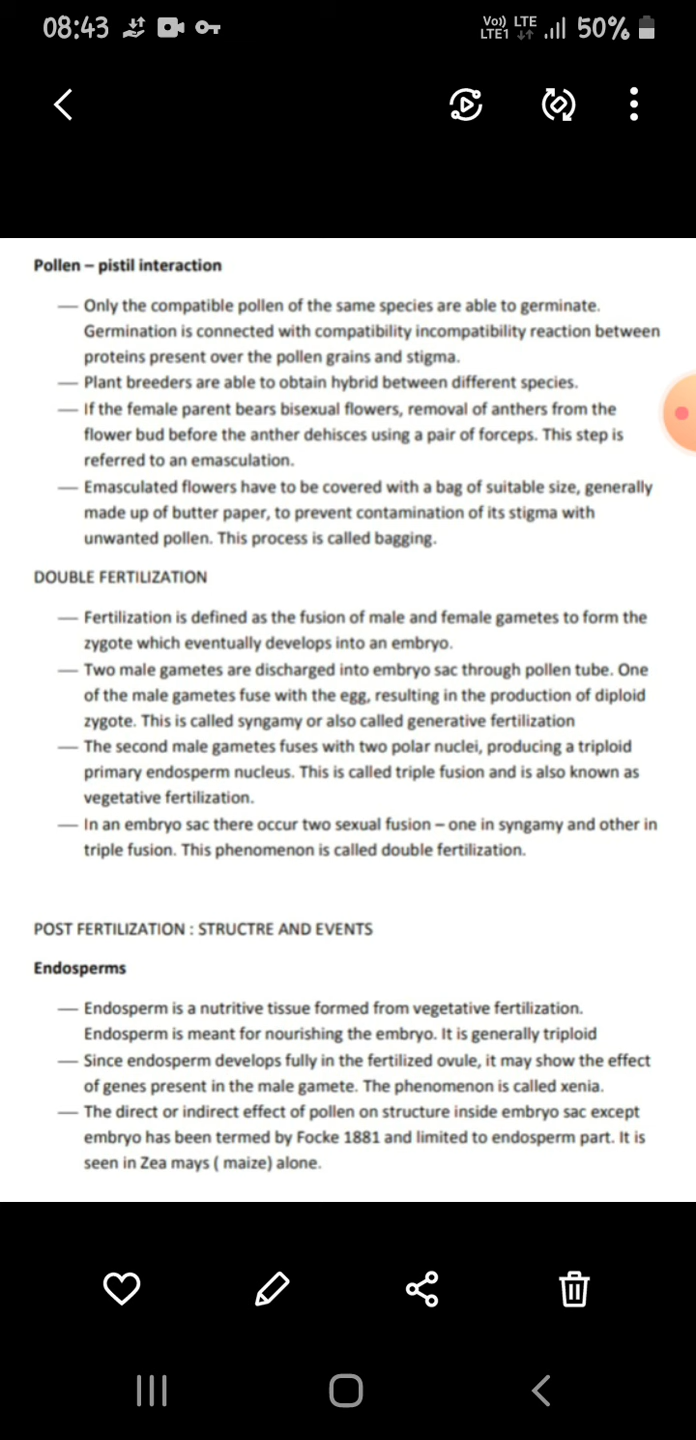 08:43
Vo)) LTE
LTE1
50%
Pollen – pistil interaction
— Only the compatible pollen of the same species are able to germinate.
Germination is connected with compatibility incompatibility reaction between
proteins present over the pollen grains and stigma.
— Plant breeders are able to obtain hybrid between different species.
— If the female parent bears bisexual flowers, removal of anthers from the
flower bud before the anther dehisces using a pair of forceps. This step is
referred to an emasculation.
— Emasculated flowers have to be covered with a bag of suitable size, generally
made up of butter paper, to prevent contamination of its stigma with
unwanted pollen. This process is called bagging.
DOUBLE FERTILIZATION
— Fertilization is defined as the fusion of male and female gametes to form the
zygote which eventually develops into an embryo.
— Two male gametes are discharged into embryo sac through pollen tube. One
of the male gametes fuse with the egg, resulting in the production of diploid
zygote. This is called syngamy or also called generative fertilization
— The second male gametes fuses with two polar nuclei, producing a triploid
primary endosperm nucleus. This is called triple fusion and is also known as
vegetative fertilization.
— In an embryo sac there occur two sexual fusion – one in syngamy and other in
triple fusion. This phenomenon is called double fertilization.
POST FERTILIZATION : STRUCTRE AND EVENTS
Endosperms
— Endosperm is a nutritive tissue formed from vegetative fertilization.
Endosperm is meant for nourishing the embryo. It is generally triploid
— Since endosperm develops fully in the fertilized ovule, it may show the effect
of genes present in the male gamete. The phenomenon is called xenia.
— The direct or indirect effect of pollen on structure inside embryo sac except
embryo has been termed by Focke 1881 and limited to endosperm part. It is
seen in Zea mays ( maize) alone.